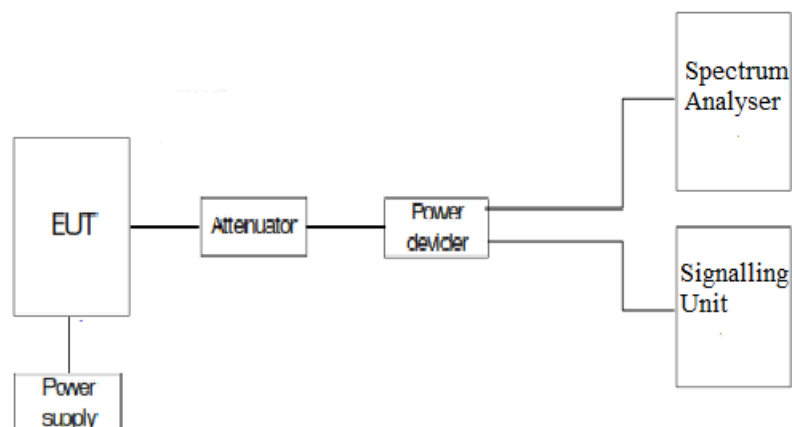 Spectrum
Analyser
EUT
Attenuator
Power
devider
Signalling
Unit
Power
supply